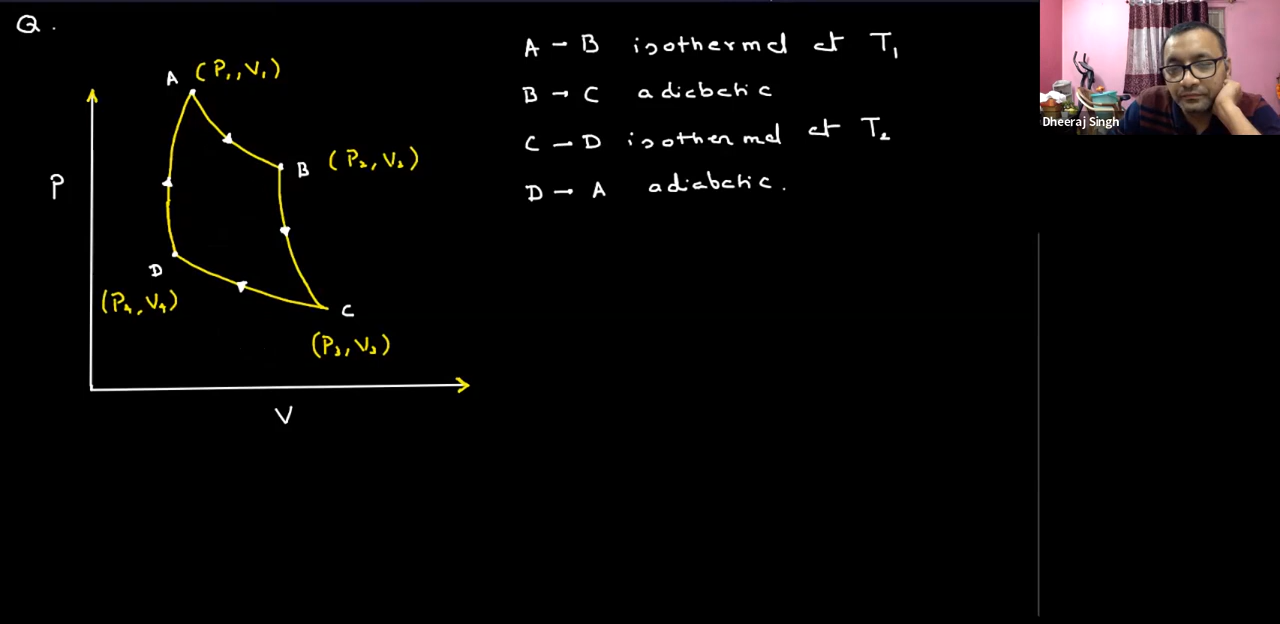 Q.
A (P₁, V₁)
B (P₂, V₂)
P
D
(P₄, V₄)
C
(P₃, V₃)
V
A → B isothermal at T₁
B → C adiabatic
C → D isothermal at T₂
D → A adiabatic.
Dheeraj Singh